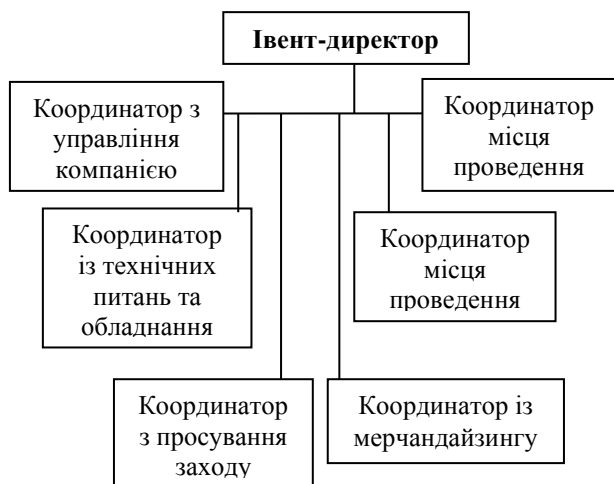 Івент-директор
Координатор з
управління
компанією
Координатор
місця
проведення
Координатор
із технічних
питань та
обладнання
Координатор
місця
проведення
Координатор
з просування
заходу
Координатор із
мерчандайзингу